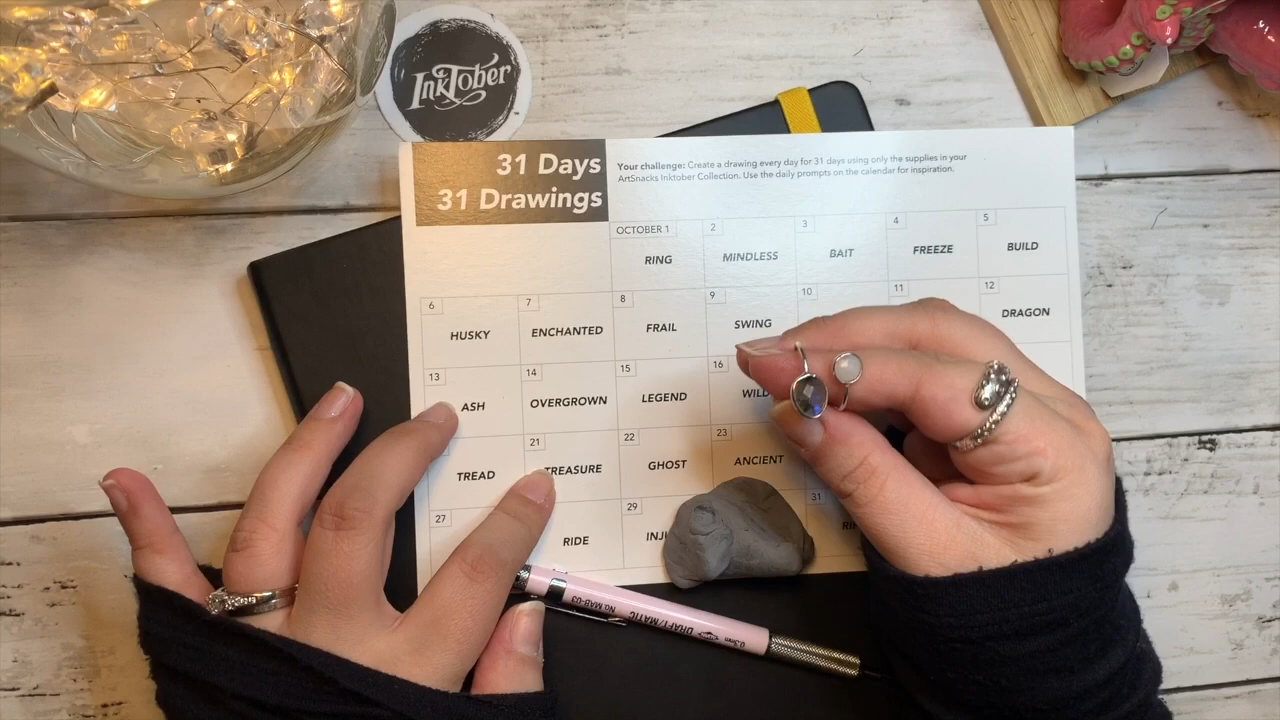 InkTober
31 Days
31 Drawings
Your challenge: Create a drawing every day for 31 days using only the supplies in your
ArtSnacks Inktober Collection. Use the daily prompts on the calendar for inspiration.
OCTOBER 1 2 3 4 5
RING MINDLESS BAIT FREEZE BUILD
6 7 8 9 10 11 12
HUSKY ENCHANTED FRAIL SWING DRAGON
13 14 15 16
ASH OVERGROWN LEGEND WILD
21 22 23
TREAD TREASURE GHOST ANCIENT
27 29 31
RIDE
DRAFT/MATIC
No. MAB-03
0.3mm